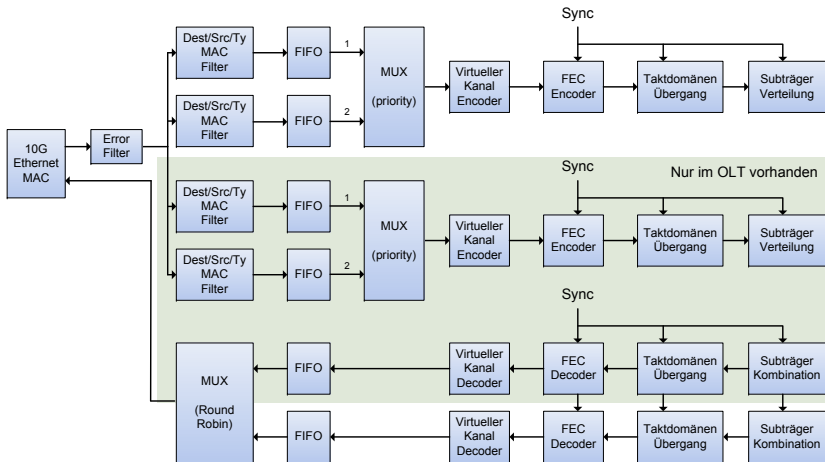 Sync
Dest/Src/Ty
MAC
Filter
FIFO
1
MUX
(priority)
Virtueller
Kanal
Encoder
FEC
Encoder
Taktdomänen
Übergang
Subträger
Verteilung
Dest/Src/Ty
MAC
Filter
FIFO
2
10G
Ethernet
MAC
Error
Filter
Sync
Nur im OLT vorhanden
Dest/Src/Ty
MAC
Filter
FIFO
1
MUX
(priority)
Virtueller
Kanal
Encoder
FEC
Encoder
Taktdomänen
Übergang
Subträger
Verteilung
Dest/Src/Ty
MAC
Filter
FIFO
2
Sync
MUX
(Round
Robin)
FIFO
Virtueller
Kanal
Decoder
FEC
Decoder
Taktdomänen
Übergang
Subträger
Kombination
FIFO
Virtueller
Kanal
Decoder
FEC
Decoder
Taktdomänen
Übergang
Subträger
Kombination